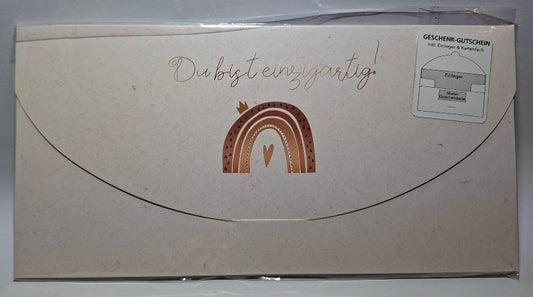 Du bist einzigartig!
GESCHENK-GUTSCHEIN
inkl. Einleger & Kartenfach
Einleger